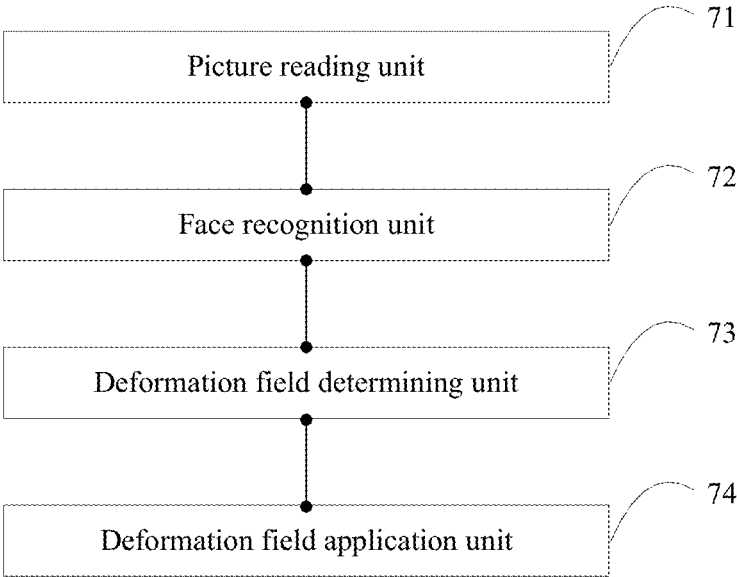 71
Picture reading unit
72
Face recognition unit
73
Deformation field determining unit
74
Deformation field application unit